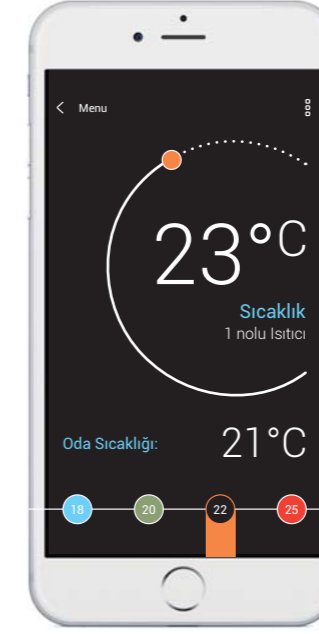 Menu
23°C
Sıcaklık
1 nolu Isıtıcı
Oda Sıcaklığı: 21°C
18 20 22 25